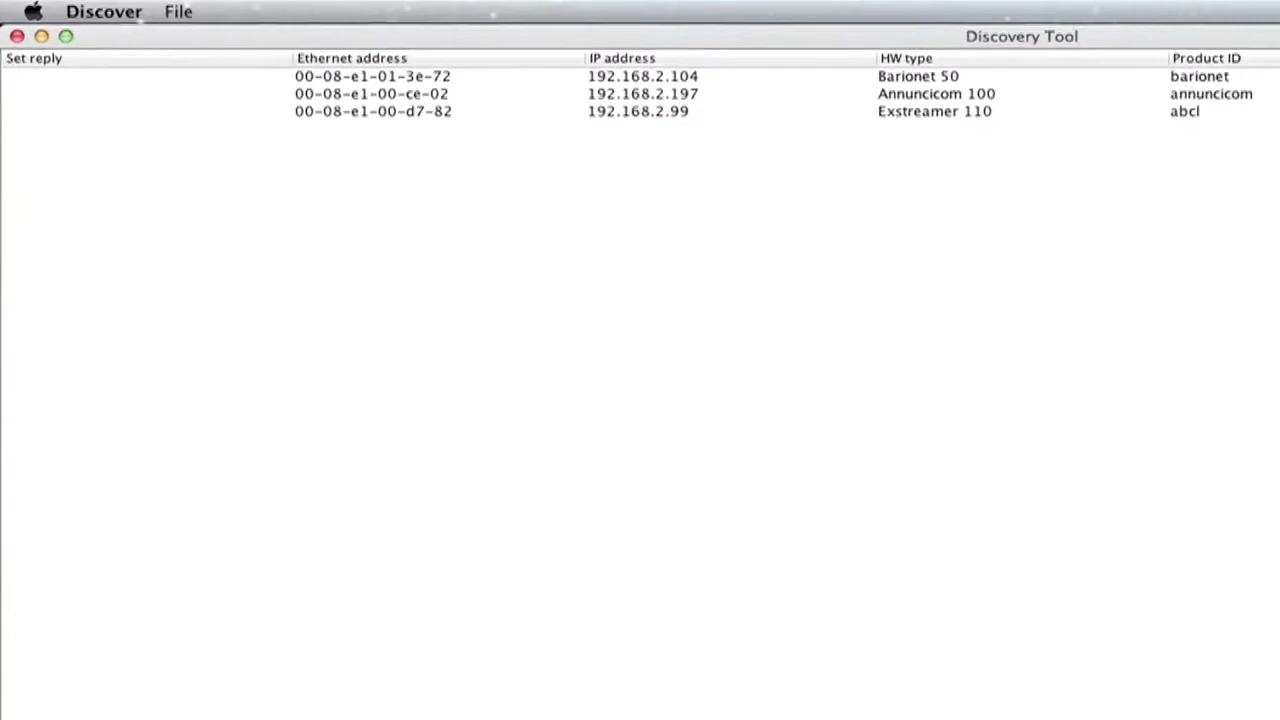 Discover File
Discovery Tool
Set reply Ethernet address IP address HW type Product ID
00-08-e1-01-3e-72 192.168.2.104 Barionet 50 barionet
00-08-e1-00-ce-02 192.168.2.197 Annuncicom 100 annuncicom
00-08-e1-00-d7-82 192.168.2.99 Exstreamer 110 abcl